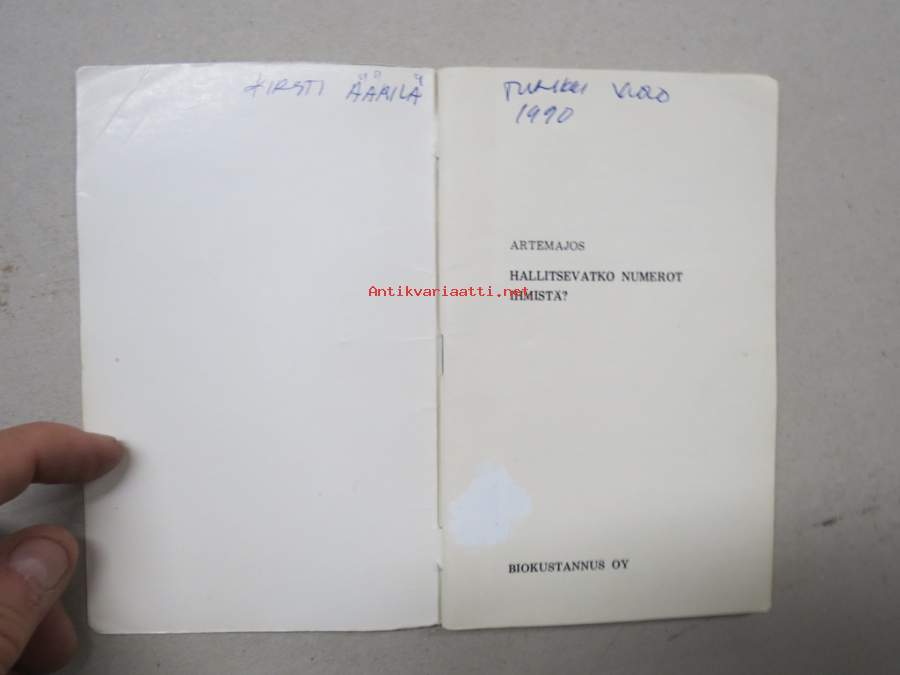 KIRSTI ÄÄRILÄ
1990
ARTEMAJOS
HALLITSEVATKO NUMEROT
IHMISTÄ?
Antikvariaatti.net
BIOKUSTANNUS OY